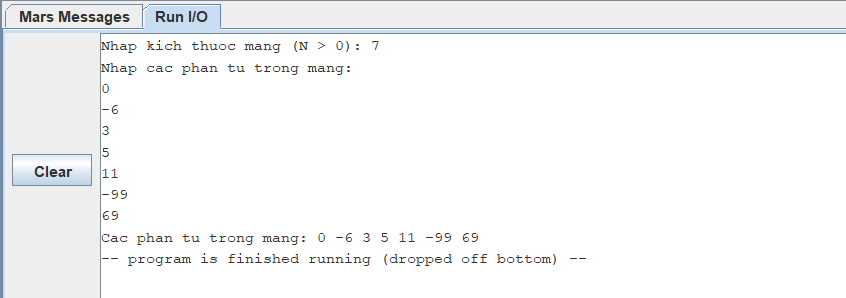 Mars Messages Run I/O
Nhap kich thuoc mang (N > 0): 7
Nhap cac phan tu trong mang:
0
-6
3
5
Clear
11
-99
69
Cac phan tu trong mang: 0 -6 3 5 11 -99 69
-- program is finished running (dropped off bottom) --